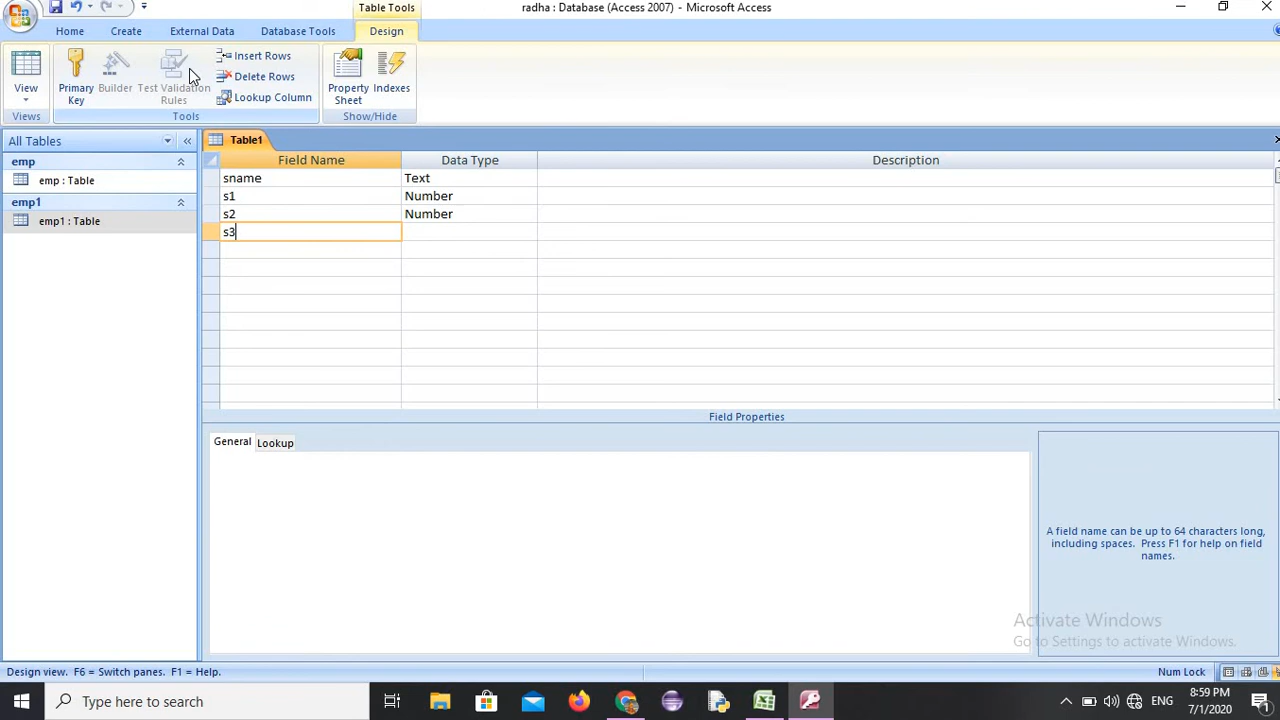 Table Tools
radha : Database (Access 2007) - Microsoft Access
Home
Create
External Data
Database Tools
Design
View
Primary Key
Builder
Test Validation Rules
Insert Rows
Delete Rows
Lookup Column
Property Sheet
Indexes
Views
Tools
Show/Hide
All Tables
Table1
emp
emp : Table
emp1
emp1 : Table
Field Name
Data Type
Description
sname
Text
s1
Number
s2
Number
s3
Field Properties
General
Lookup
A field name can be up to 64 characters long,
including spaces. Press F1 for help on field
names.
Activate Windows
Go to Settings to activate Windows.
Design view. F6 = Switch panes. F1 = Help.
Num Lock
Type here to search
ENG
8:59 PM
7/1/2020
1